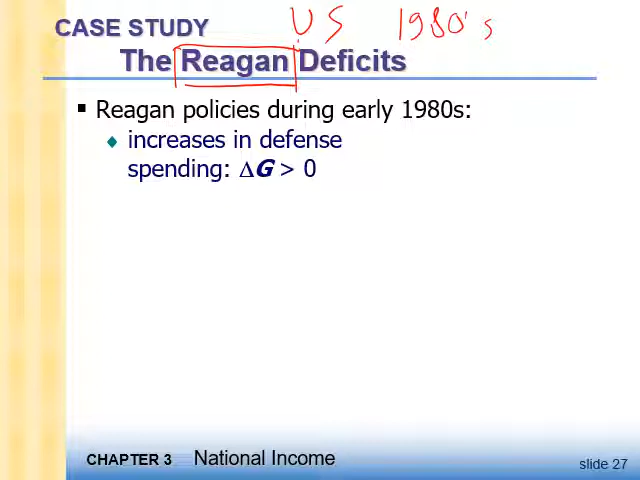 CASE STUDY US 1980's
The Reagan Deficits
▪ Reagan policies during early 1980s:
♦ increases in defense
spending: ΔG > 0
CHAPTER 3 National Income
slide 27